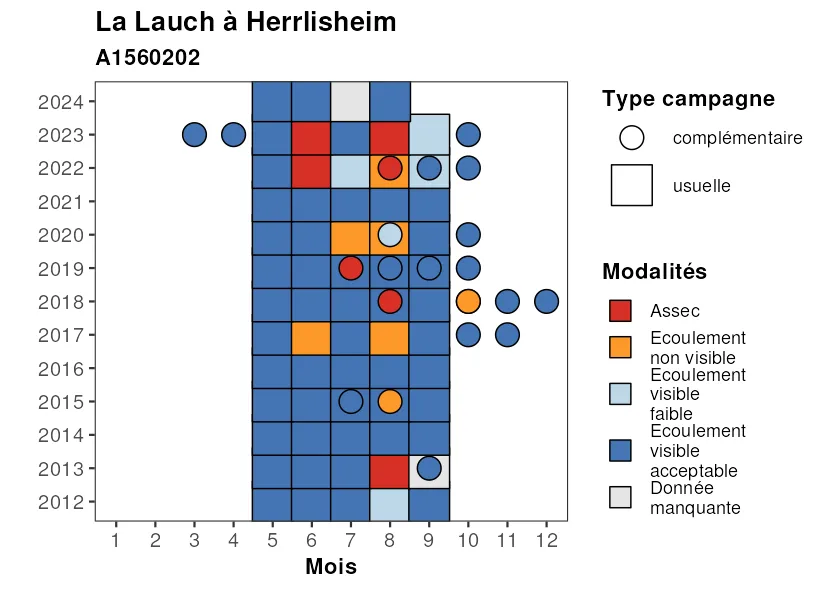 La Lauch à Herrlisheim
A1560202
2024
2023
2022
2021
2020
2019
2018
2017
2016
2015
2014
2013
2012
1 2 3 4 5 6 7 8 9 10 11 12
Mois
Type campagne
complémentaire
usuelle
Modalités
Assec
Ecoulement
non visible
Ecoulement
visible
faible
Ecoulement
visible
acceptable
Donnée
manquante